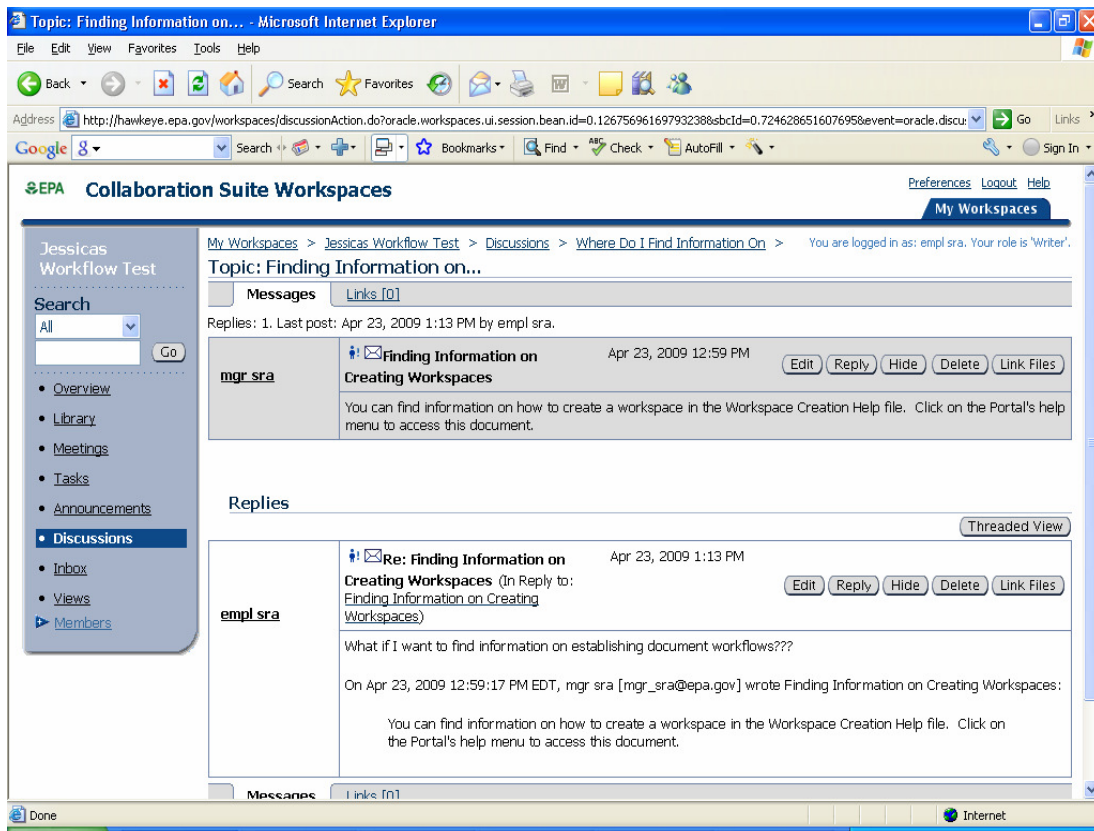 Topic: Finding Information on... - Microsoft Internet Explorer
File Edit View Favorites Tools Help
Back Search Favorites
Address http://hawkeye.epa.gov/workspaces/discussionAction.do?oracle.workspaces.ui.session.bean.id=0.126756961697932388&sbcId=0.7246286516076958&event=oracle.discu: Go Links
Google Search Bookmarks Find Check AutoFill Sign In
EPA Collaboration Suite Workspaces
Preferences Logout Help
My Workspaces
Jessicas
Workflow Test
Search
All
Go
Overview
Library
Meetings
Tasks
Announcements
Discussions
Inbox
Views
Members
My Workspaces > Jessicas Workflow Test > Discussions > Where Do I Find Information On > You are logged in as: empl sra. Your role is 'Writer'.
Topic: Finding Information on...
Messages Links [0]
Replies: 1. Last post: Apr 23, 2009 1:13 PM by empl sra.
mgr sra
Finding Information on
Creating Workspaces
Apr 23, 2009 12:59 PM
Edit Reply Hide Delete Link Files
You can find information on how to create a workspace in the Workspace Creation Help file. Click on the Portal's help
menu to access this document.
Replies
Threaded View
empl sra
Re: Finding Information on
Creating Workspaces (In Reply to:
Finding Information on Creating
Workspaces)
Apr 23, 2009 1:13 PM
Edit Reply Hide Delete Link Files
What if I want to find information on establishing document workflows???
On Apr 23, 2009 12:59:17 PM EDT, mgr sra [mgr_sra@epa.gov] wrote Finding Information on Creating Workspaces:
You can find information on how to create a workspace in the Workspace Creation Help file. Click on
the Portal's help menu to access this document.
Messages Links [0]
Done Internet